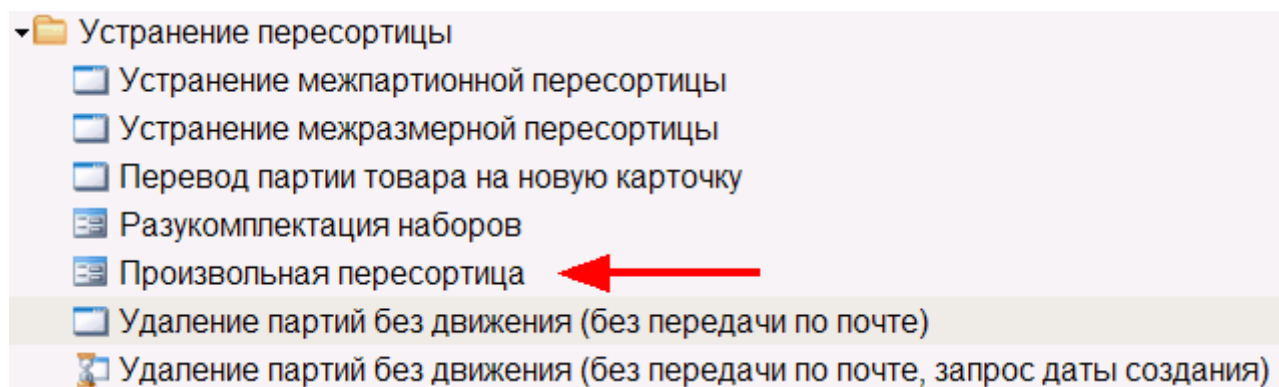 Устранение пересортицы
Устранение межпартионной пересортицы
Устранение межразмерной пересортицы
Перевод партии товара на новую карточку
Разукомплектация наборов
Произвольная пересортица
Удаление партий без движения (без передачи по почте)
Удаление партий без движения (без передачи по почте, запрос даты создания)